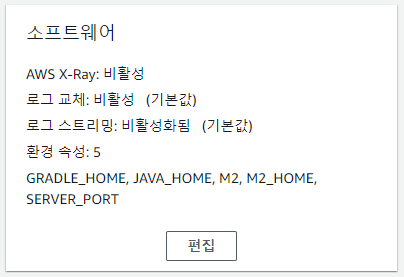 소프트웨어
AWS X-Ray: 비활성
로그 교체: 비활성 (기본값)
로그 스트리밍: 비활성화됨 (기본값)
환경 속성: 5
GRADLE_HOME, JAVA_HOME, M2, M2_HOME,
SERVER_PORT
편집